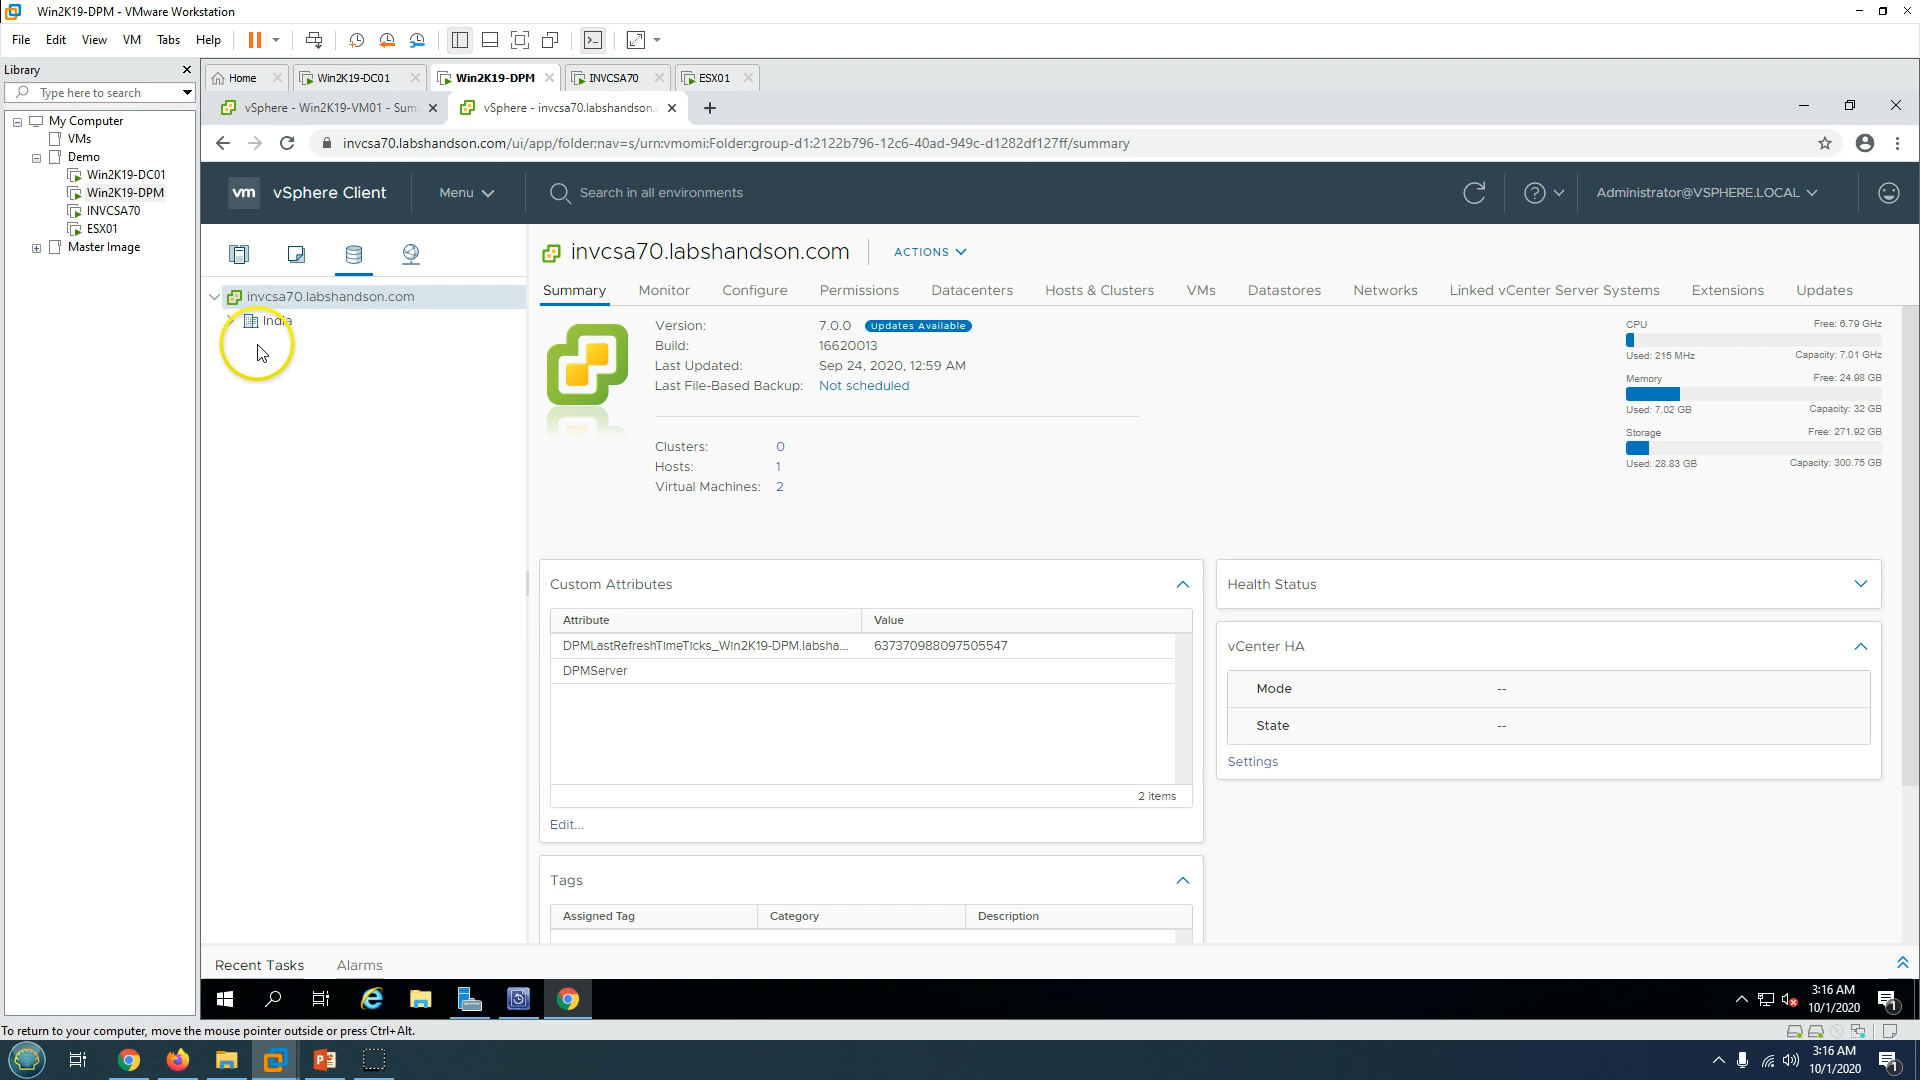 Win2K19-DPM - VMware Workstation
File Edit View VM Tabs Help
Library
Type here to search
My Computer
VMs
Demo
Win2K19-DC01
Win2K19-DPM
INVCSA70
ESX01
Master Image
Home Win2K19-DC01 Win2K19-DPM INVCSA70 ESX01
vSphere - Win2K19-VM01 - Sum vSphere - invcsa70.labshandson.
invcsa70.labshandson.com/ui/app/folder;nav=s/urn:vmomi:Folder:group-d1:2122b796-12c6-40ad-949c-d1282df127ff/summary
vm vSphere Client Menu Search in all environments Administrator@VSPHERE.LOCAL
invcsa70.labshandson.com
India
invcsa70.labshandson.com ACTIONS
Summary Monitor Configure Permissions Datacenters Hosts & Clusters VMs Datastores Networks Linked vCenter Server Systems Extensions Updates
Version: 7.0.0 Updates Available
Build: 16620013
Last Updated: Sep 24, 2020, 12:59 AM
Last File-Based Backup: Not scheduled
Clusters: 0
Hosts: 1
Virtual Machines: 2
CPU Free: 6.79 GHz
Used: 215 MHz Capacity: 7.01 GHz
Memory Free: 24.98 GB
Used: 7.02 GB Capacity: 32 GB
Storage Free: 271.92 GB
Used: 28.83 GB Capacity: 300.75 GB
Custom Attributes
Attribute Value
DPMLastRefreshTimeTicks_Win2K19-DPM.labsha... 637370988097505547
DPMServer
2 items
Edit...
Health Status
vCenter HA
Mode --
State --
Settings
Tags
Assigned Tag Category Description
Recent Tasks Alarms
3:16 AM
10/1/2020
1
To return to your computer, move the mouse pointer outside or press Ctrl+Alt.
3:16 AM
10/1/2020
1